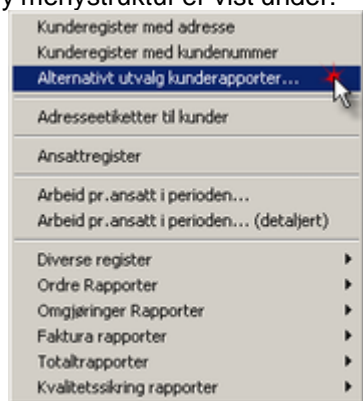 y menystruktur er vist under:
Kunderegister med adresse
Kunderegister med kundenummer
Alternativt utvalg kunderapporter...
Adresseetiketter til kunder
Ansattregister
Arbeid pr.ansatt i perioden...
Arbeid pr.ansatt i perioden... (detaljert)
Diverse register
Ordre Rapporter
Omgjøringer Rapporter
Faktura rapporter
Totaltrapporter
Kvalitetssikring rapporter